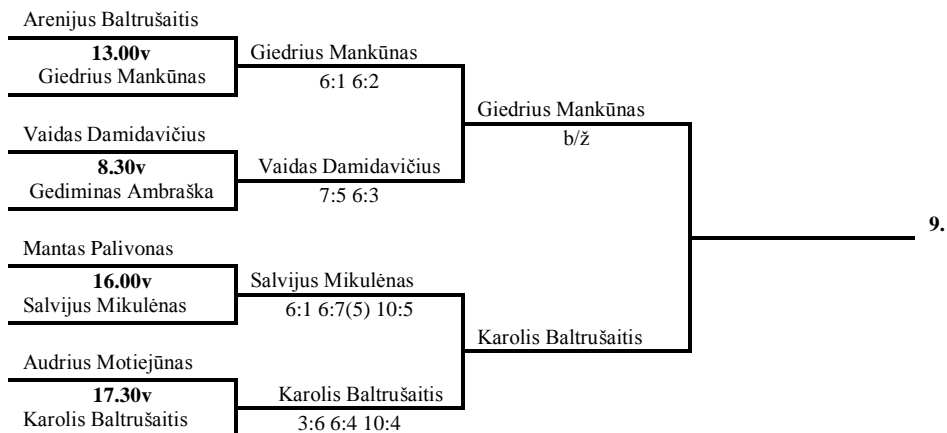 Arenijus Baltrušaitis
13.00v
Giedrius Mankūnas
6:1 6:2
Giedrius Mankūnas
Giedrius Mankūnas
b/ž
Vaidas Damidavičius
8.30v
Vaidas Damidavičius
Gediminas Ambraška
7:5 6:3
9.
Mantas Palivonas
16.00v
Salvijus Mikulėnas
Salvijus Mikulėnas
6:1 6:7(5) 10:5
Karolis Baltrušaitis
Audrius Motiejūnas
17.30v
Karolis Baltrušaitis
Karolis Baltrušaitis
3:6 6:4 10:4